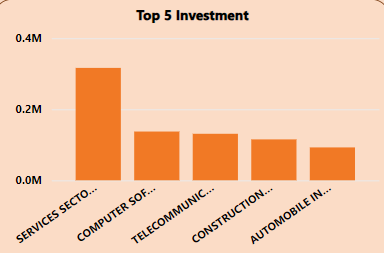 Top 5 Investment
0.4M
0.2M
0.0M
SERVICES SECTO...
COMPUTER SOF...
TELECOMMUNIC...
CONSTRUCTION...
AUTOMOBILE IN...